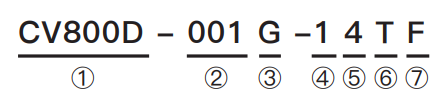 CV800D – 001 G –1 4 T F
① ② ③ ④ ⑤ ⑥ ⑦